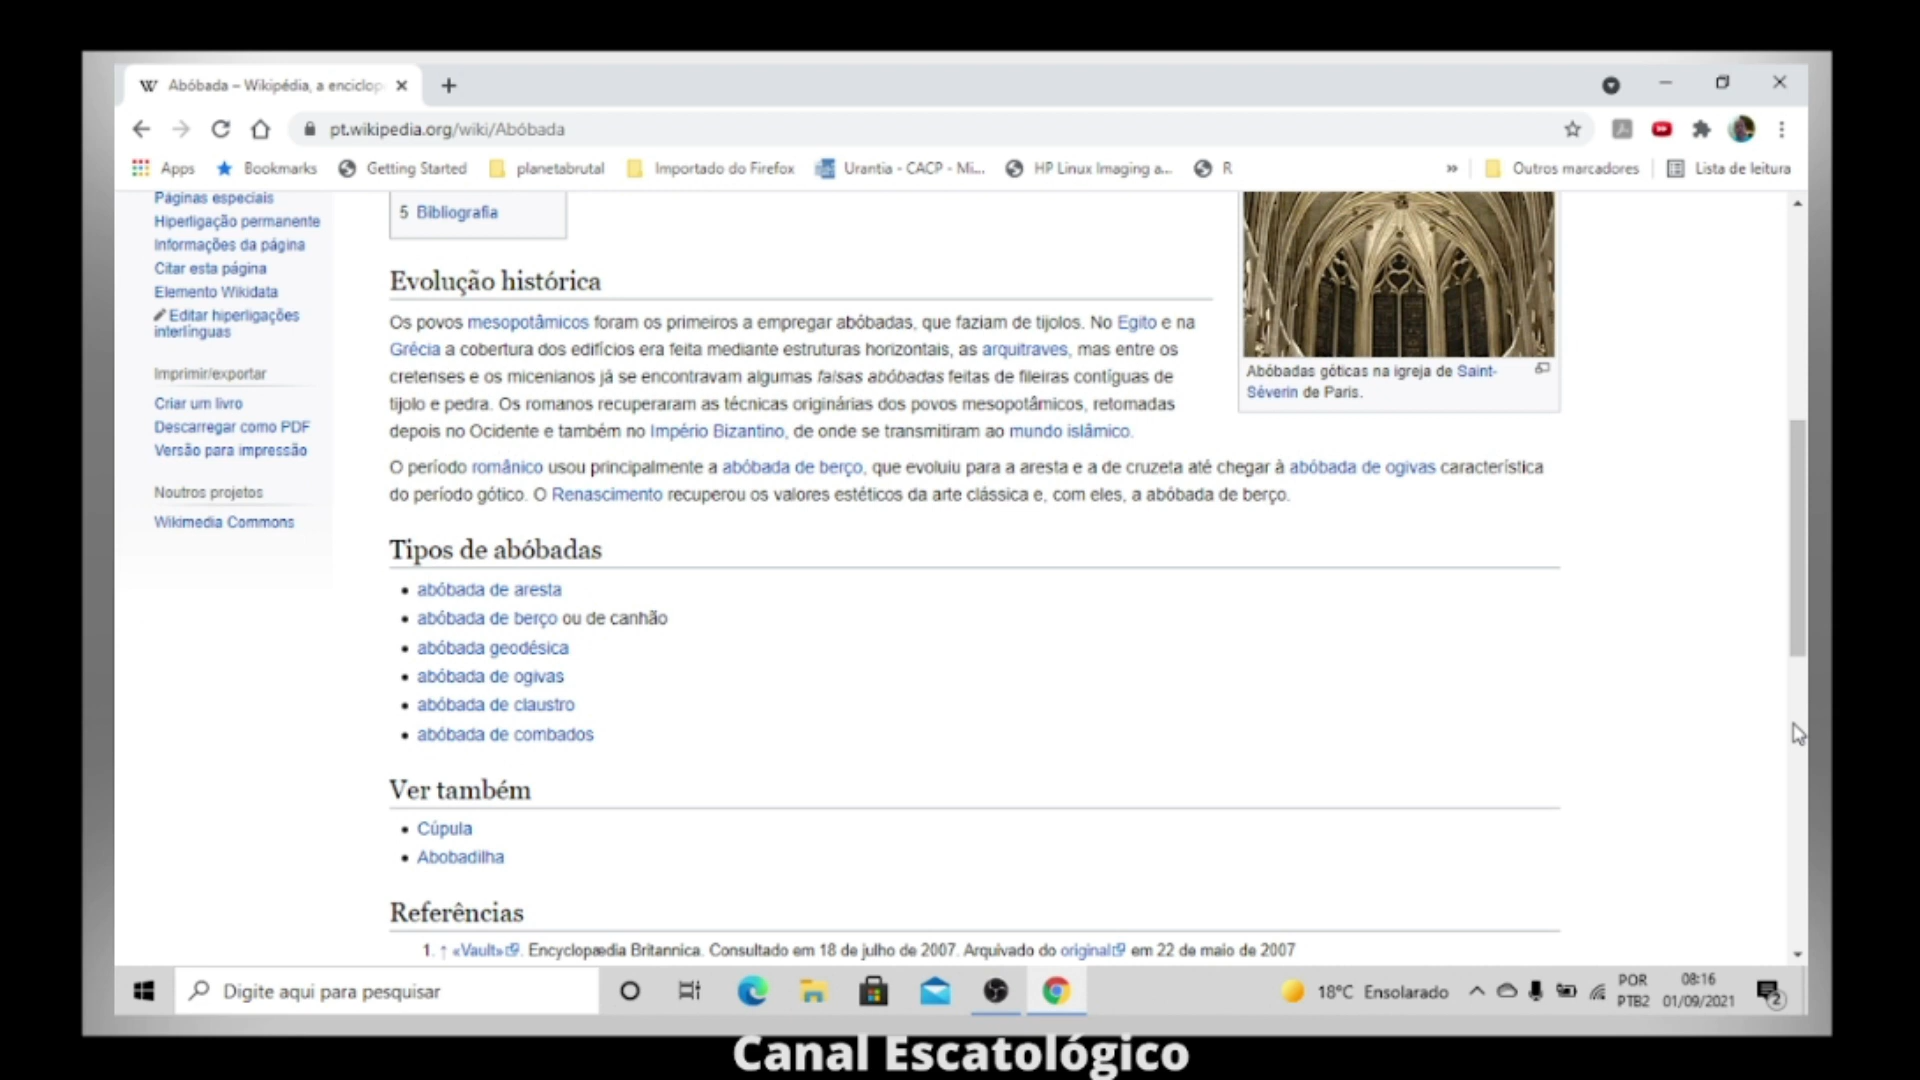 Abóbada – Wikipédia, a enciclop
pt.wikipedia.org/wiki/Abóbada
Apps
Bookmarks
Getting Started
planetabrutal
Importado do Firefox
Urantia - CACP - Mi...
HP Linux Imaging a...
R
»
Outros marcadores
Lista de leitura
Páginas especiais
Hiperligação permanente
Informações da página
Citar esta página
Elemento Wikidata
Editar hiperligações
interlínguas
Imprimir/exportar
Criar um livro
Descarregar como PDF
Versão para impressão
Noutros projetos
Wikimedia Commons
5 Bibliografia
Evolução histórica
Os povos mesopotâmicos foram os primeiros a empregar abóbadas, que faziam de tijolos. No Egito e na
Grécia a cobertura dos edifícios era feita mediante estruturas horizontais, as arquitraves, mas entre os
cretenses e os micenianos já se encontravam algumas falsas abóbadas feitas de fileiras contíguas de
tijolo e pedra. Os romanos recuperaram as técnicas originárias dos povos mesopotâmicos, retomadas
depois no Ocidente e também no Império Bizantino, de onde se transmitiram ao mundo islâmico.
Abóbadas góticas na igreja de Saint-
Séverin de Paris.
O período românico usou principalmente a abóbada de berço, que evoluiu para a aresta e a de cruzeta até chegar à abóbada de ogivas característica
do período gótico. O Renascimento recuperou os valores estéticos da arte clássica e, com eles, a abóbada de berço.
Tipos de abóbadas
• abóbada de aresta
• abóbada de berço ou de canhão
• abóbada geodésica
• abóbada de ogivas
• abóbada de claustro
• abóbada de combados
Ver também
• Cúpula
• Abobadilha
Referências
1. ↑ «Vault». Encyclopædia Britannica. Consultado em 18 de julho de 2007. Arquivado do original em 22 de maio de 2007
Digite aqui para pesquisar
18°C Ensolarado
POR
PTB2
08:16
01/09/2021
2
Canal Escatológico